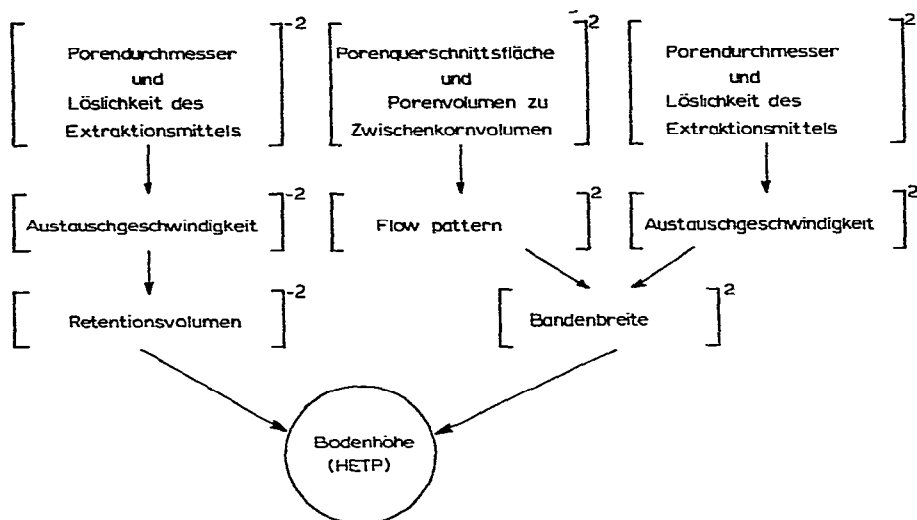 Porendurchmesser
und
Löslichkeit des
Extraktionsmittels
-2
Porenquerschnittsfläche
und
Porenvolumen zu
Zwischenkornvolumen
2
Porendurchmesser
und
Löslichkeit des
Extraktionsmittels
2
Austauschgeschwindigkeit
-2
Flow pattern
2
Austauschgeschwindigkeit
2
Retentionsvolumen
-2
Bandenbreite
2
Bodenhöhe
(HETP)